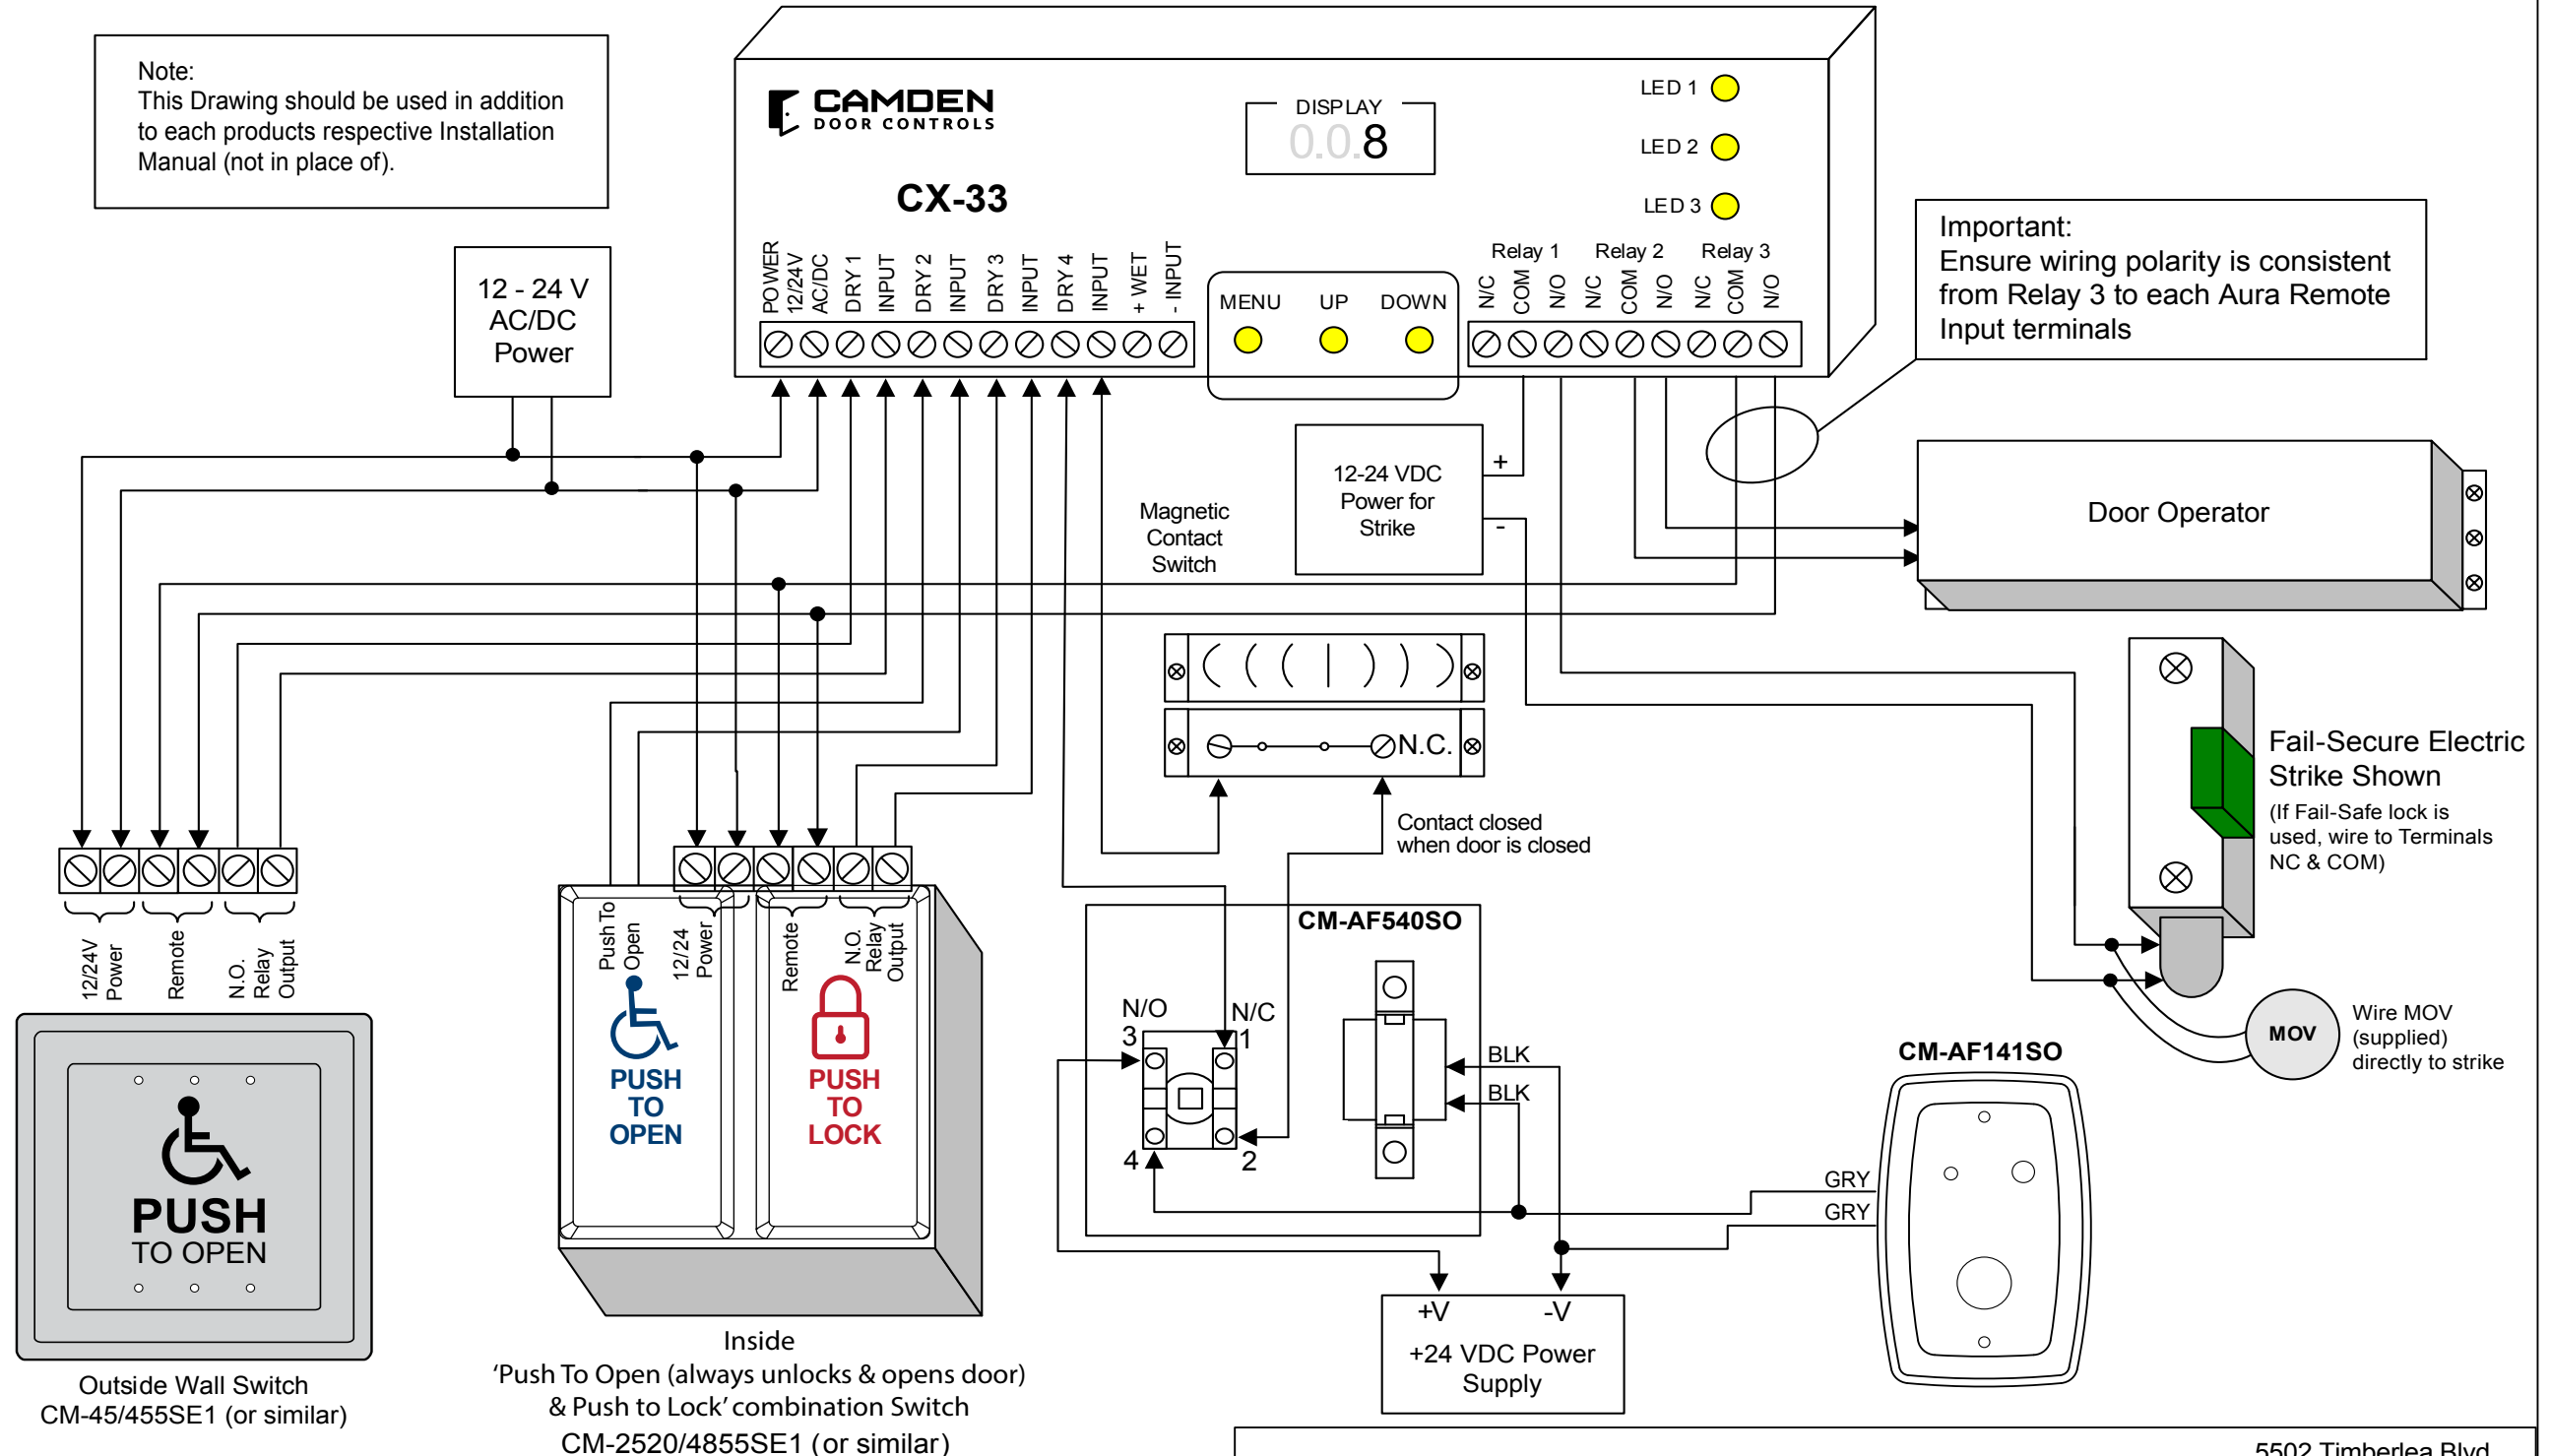 Note:
This Drawing should be used in addition
to each products respective Installation
Manual (not in place of).
CAMDEN
DOOR CONTROLS
CX-33
DISPLAY
0.0.8
LED 1
LED 2
LED 3
POWER
12/24V
AC/DC
DRY 1
INPUT
DRY 2
INPUT
DRY 3
INPUT
DRY 4
INPUT
+ WET
- INPUT
MENU
UP
DOWN
Relay 1
Relay 2
Relay 3
N/C
COM
N/O
N/C
COM
N/O
N/C
COM
N/O
Important:
Ensure wiring polarity is consistent
from Relay 3 to each Aura Remote
Input terminals
12 - 24 V
AC/DC
Power
12-24 VDC
Power for
Strike
+
-
Magnetic
Contact
Switch
Door Operator
N.C.
Contact closed
when door is closed
Fail-Secure Electric
Strike Shown
(If Fail-Safe lock is
used, wire to Terminals
NC & COM)
MOV
Wire MOV
(supplied)
directly to strike
12/24V
Power
Remote
N.O.
Relay
Output
PUSH
TO OPEN
Outside Wall Switch
CM-45/455SE1 (or similar)
Push To
Open
12/24
Power
Remote
N.O.
Relay
Output
PUSH
TO
OPEN
PUSH
TO
LOCK
Inside
'Push To Open (always unlocks & opens door)
& Push to Lock' combination Switch
CM-2520/4855SE1 (or similar)
CM-AF540SO
N/O
3
N/C
1
4
2
BLK
BLK
CM-AF141SO
GRY
GRY
+V
-V
+24 VDC Power
Supply
5502 Timberlea Blvd